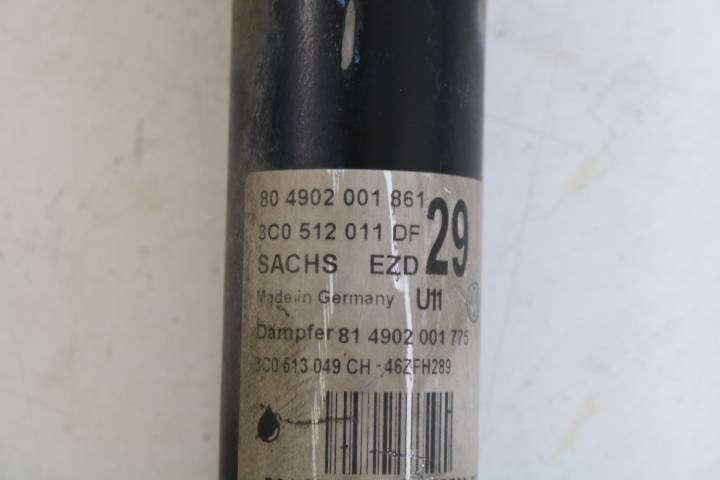 80 4902 001 861
3C0 512 011 DF 29
SACHS EZD
Made in Germany U11
Dämpfer 81 4902 001 775
3C0 513 049 CH - 46ZFH289